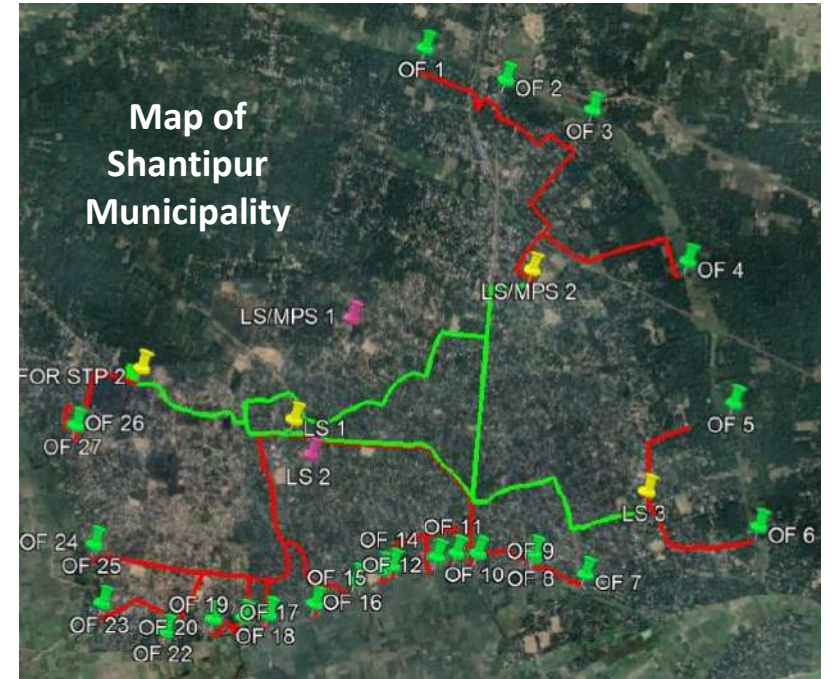 Map of
Shantipur
Municipality
OF 1
OF 2
OF 3
OF 4
LS/MPS 2
LS/MPS 1
FOR STP 2
OF 5
OF 26
OF 27
LS 1
LS 2
LS 3
OF 6
OF 11
OF 24
OF 14
OF 9
OF 25
OF 12
OF 10
OF 8
OF 7
OF 15
OF 16
OF 23
OF 19
OF 17
OF 20
OF 18
OF 22